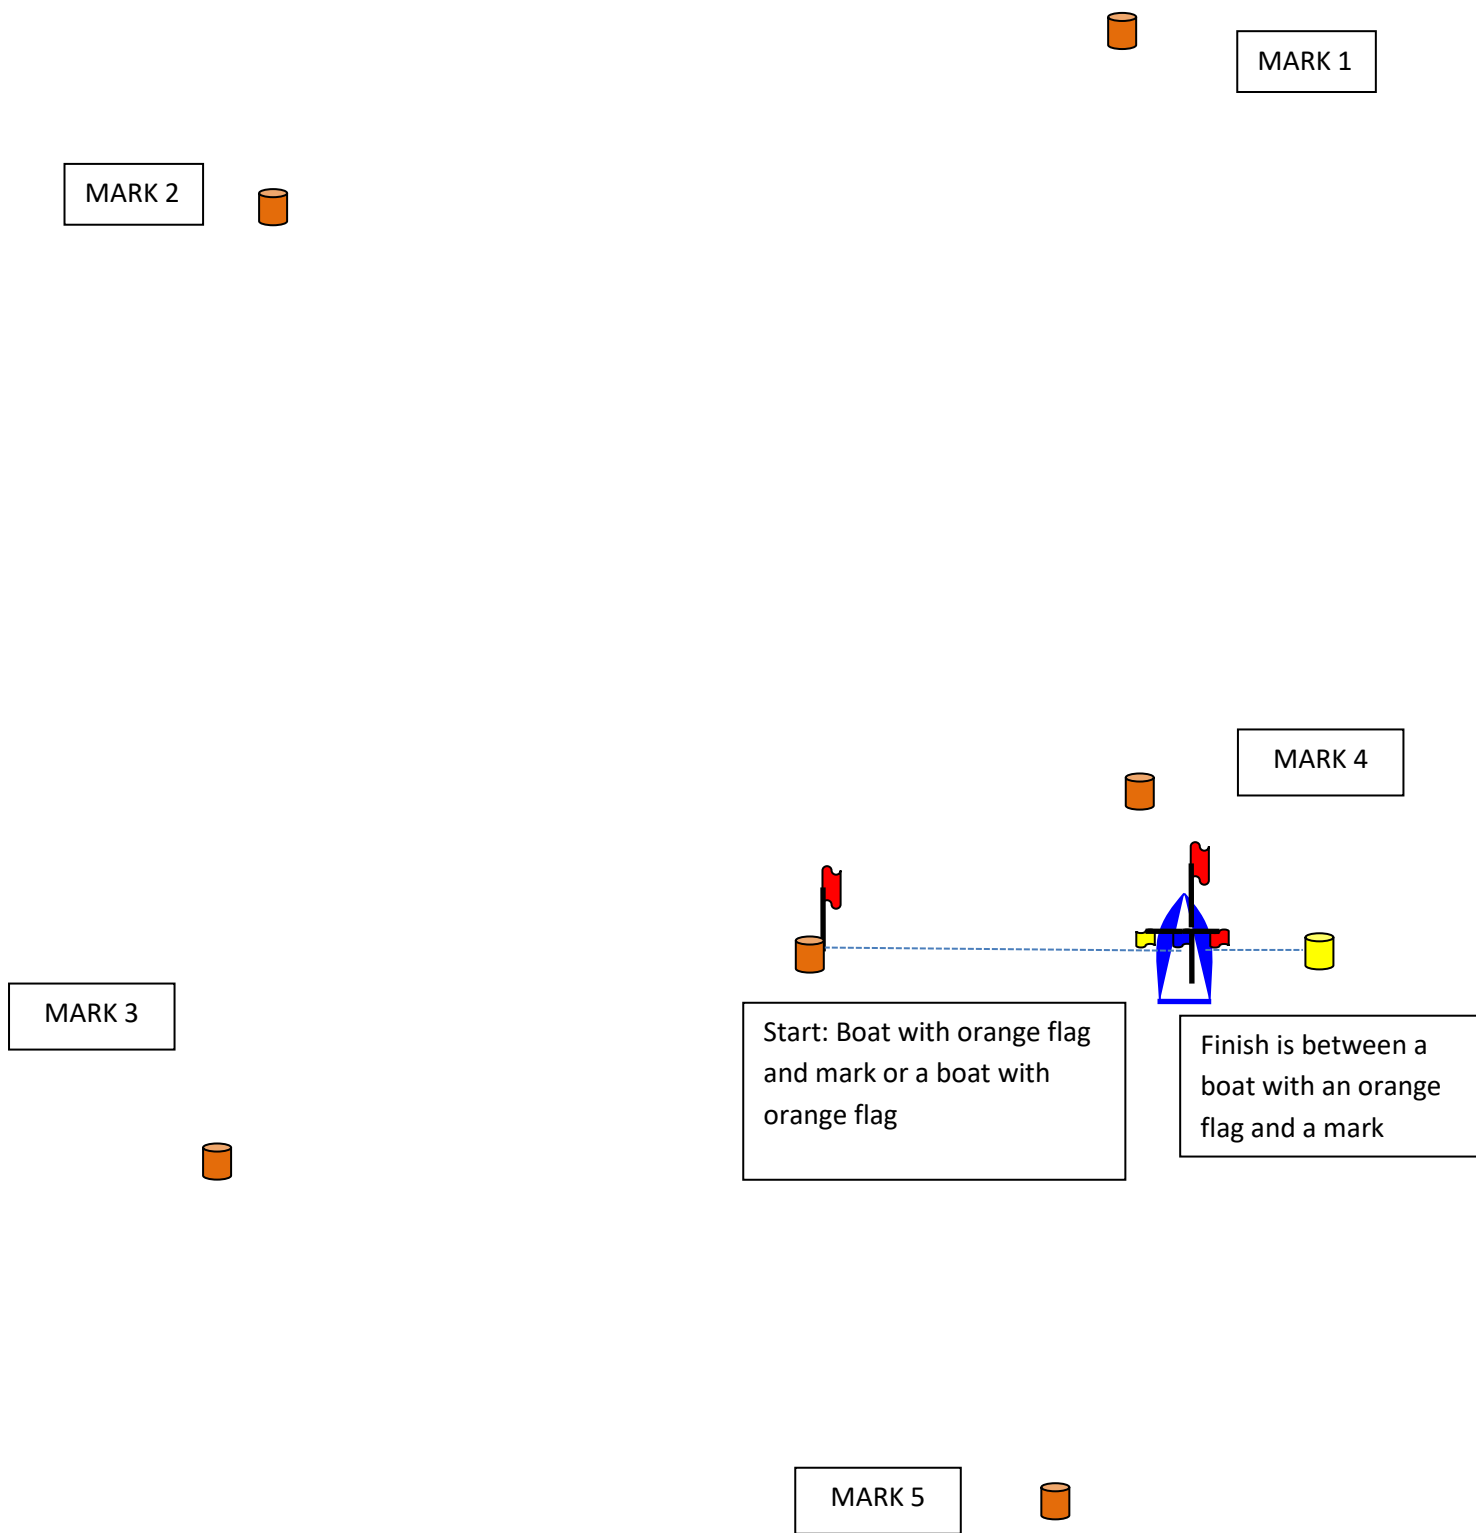 MARK 1
MARK 2
MARK 4
MARK 3
Start: Boat with orange flag
and mark or a boat with
orange flag
Finish is between a
boat with an orange
flag and a mark
MARK 5